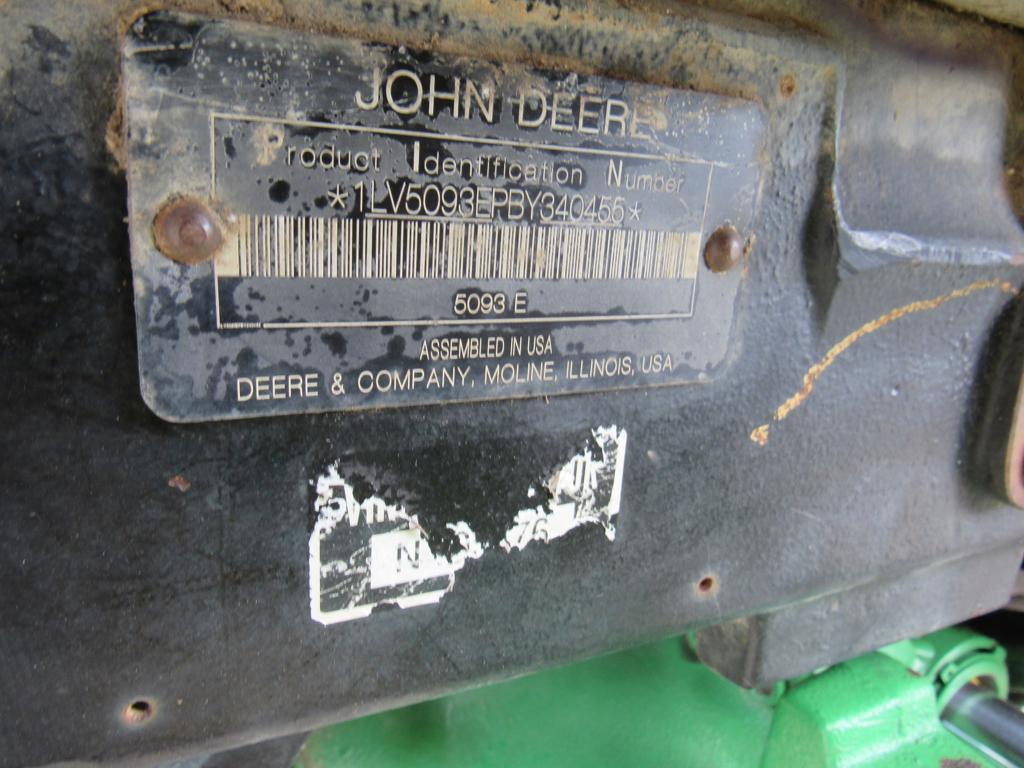 JOHN DEERE
Product Identification Number
*1LV5093EPBY340455*
5093 E
ASSEMBLED IN USA
DEERE & COMPANY, MOLINE, ILLINOIS, USA
N